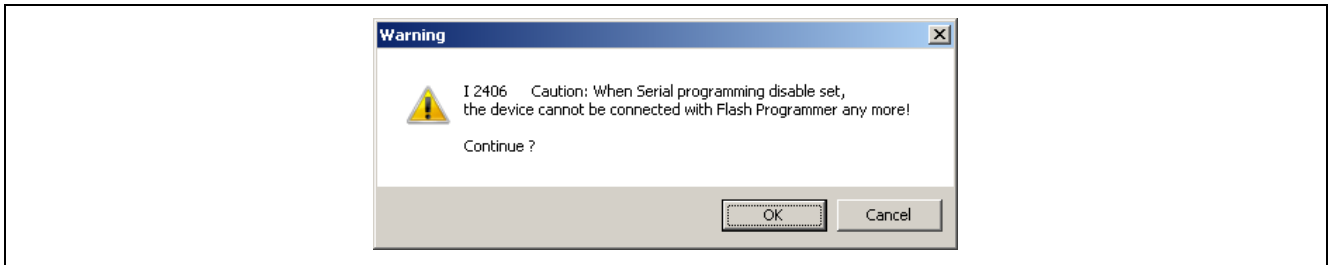 Warning
I 2406 Caution: When Serial programming disable set,
the device cannot be connected with Flash Programmer any more!
Continue ?
OK Cancel